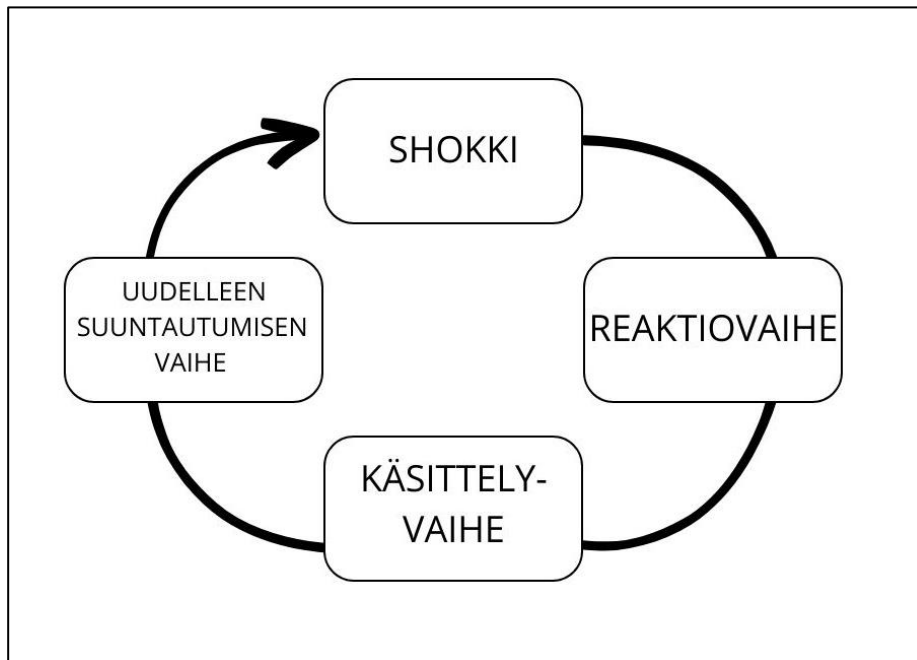 SHOKKI
REAKTIOVAIHE
KÄSITTELY-
VAIHE
UUDELLEEN
SUUNTAUTUMISEN
VAIHE